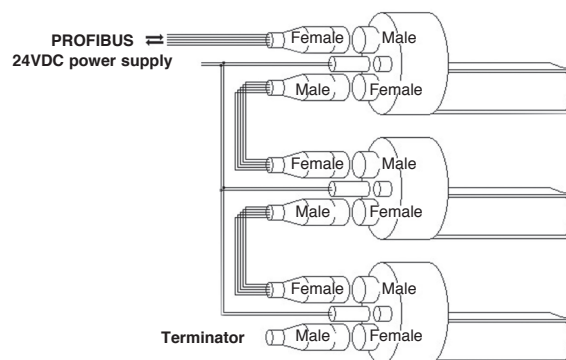 PROFIBUS Female Male
24VDC power supply
Male Female
Female Male
Male Female
Female Male
Terminator Male Female